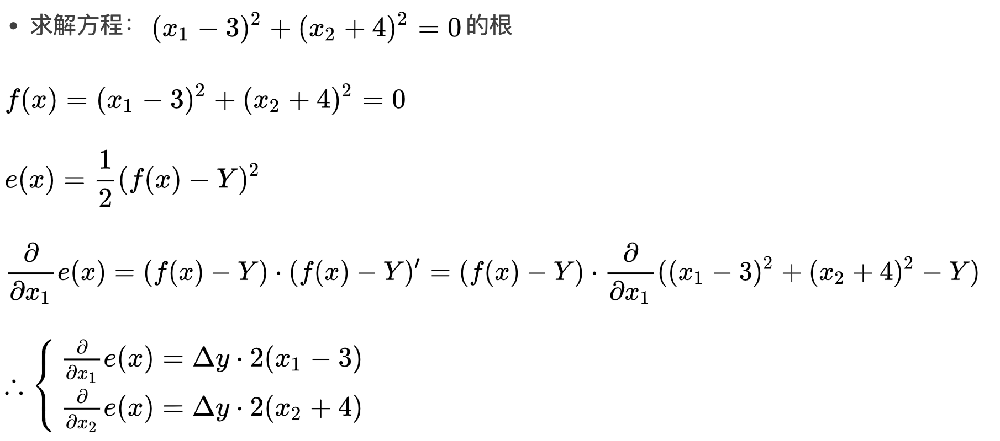 • 求解方程： $(x_1 - 3)^2 + (x_2 + 4)^2 = 0$ 的根
$f(x) = (x_1 - 3)^2 + (x_2 + 4)^2 = 0$
$e(x) = \frac{1}{2}(f(x) - Y)^2$
$\frac{\partial}{\partial x_1}e(x) = (f(x) - Y) \cdot (f(x) - Y)' = (f(x) - Y) \cdot \frac{\partial}{\partial x_1}((x_1 - 3)^2 + (x_2 + 4)^2 - Y)$
$\therefore \begin{cases} \frac{\partial}{\partial x_1}e(x) = \Delta y \cdot 2(x_1 - 3) \\ \frac{\partial}{\partial x_2}e(x) = \Delta y \cdot 2(x_2 + 4) \end{cases}$